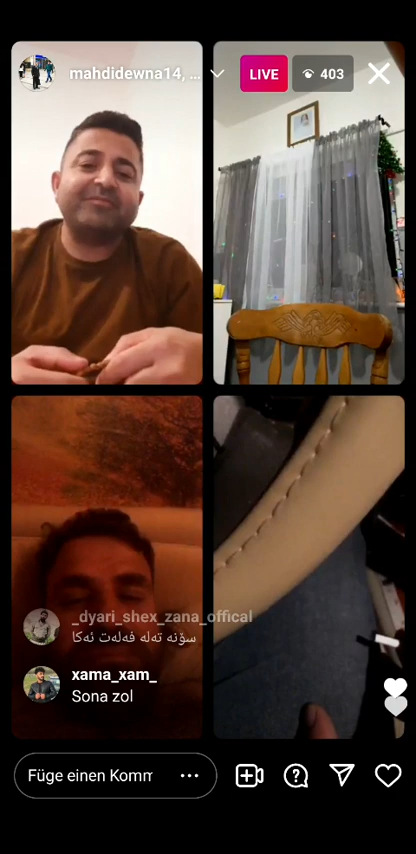 mahdidewna14, ...
LIVE
403
_dyari_shex_zana_offical
سۆنە تەلە فەلەت ئەکا
xama_xam_
Sona zol
Füge einen Komm